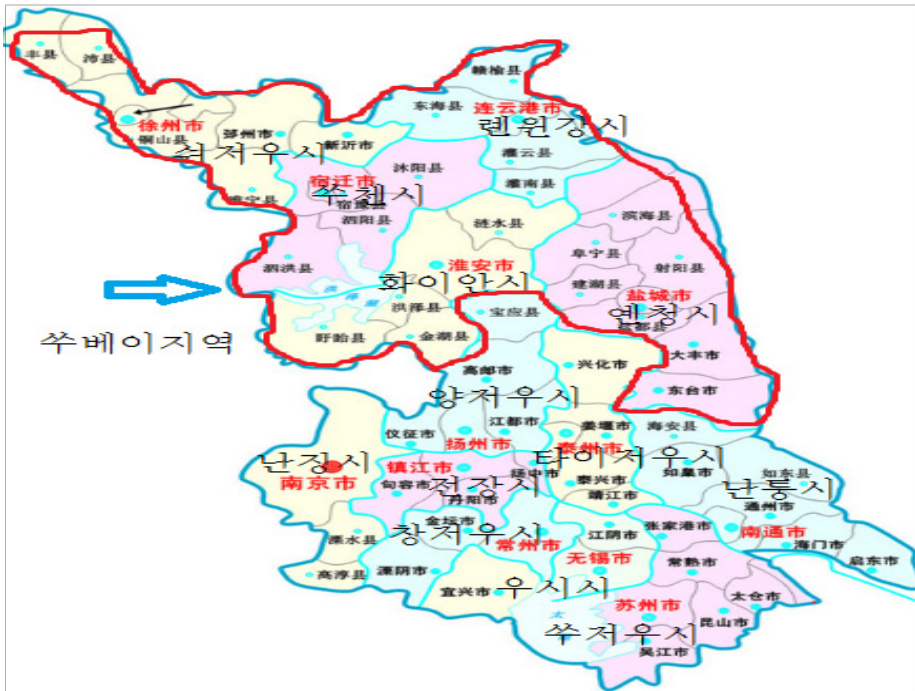 丰县
沛县
赣榆县
东海县
连云港市
렌윈강시
徐州市
铜山县
邳州市
쉬저우시
新沂市
灌云县
沭阳县
灌南县
宿迁市
쑤첸시
睢宁县
宿豫县
泗阳县
涟水县
滨海县
阜宁县
射阳县
泗洪县
淮安市
화이안시
建湖县
盐城市
옌청시
盐都县
洪泽县
宝应县
쑤베이지역
盱眙县
金湖县
兴化市
大丰市
高邮市
东台市
양저우시
仪征市
江都市
扬州市
姜堰市
海安县
泰州市
타이저우시
난징시
南京市
镇江市
전장시
扬中市
句容市
丹阳市
泰兴市
靖江市
如皋市
如东县
난통시
通州市
南通市
海门市
启东市
金坛市
창저우시
常州市
江阴市
张家港市
溧水县
高淳县
溧阴市
宜兴市
无锡市
우시시
常熟市
苏州市
쑤저우시
太仓市
昆山市
吴江市
太